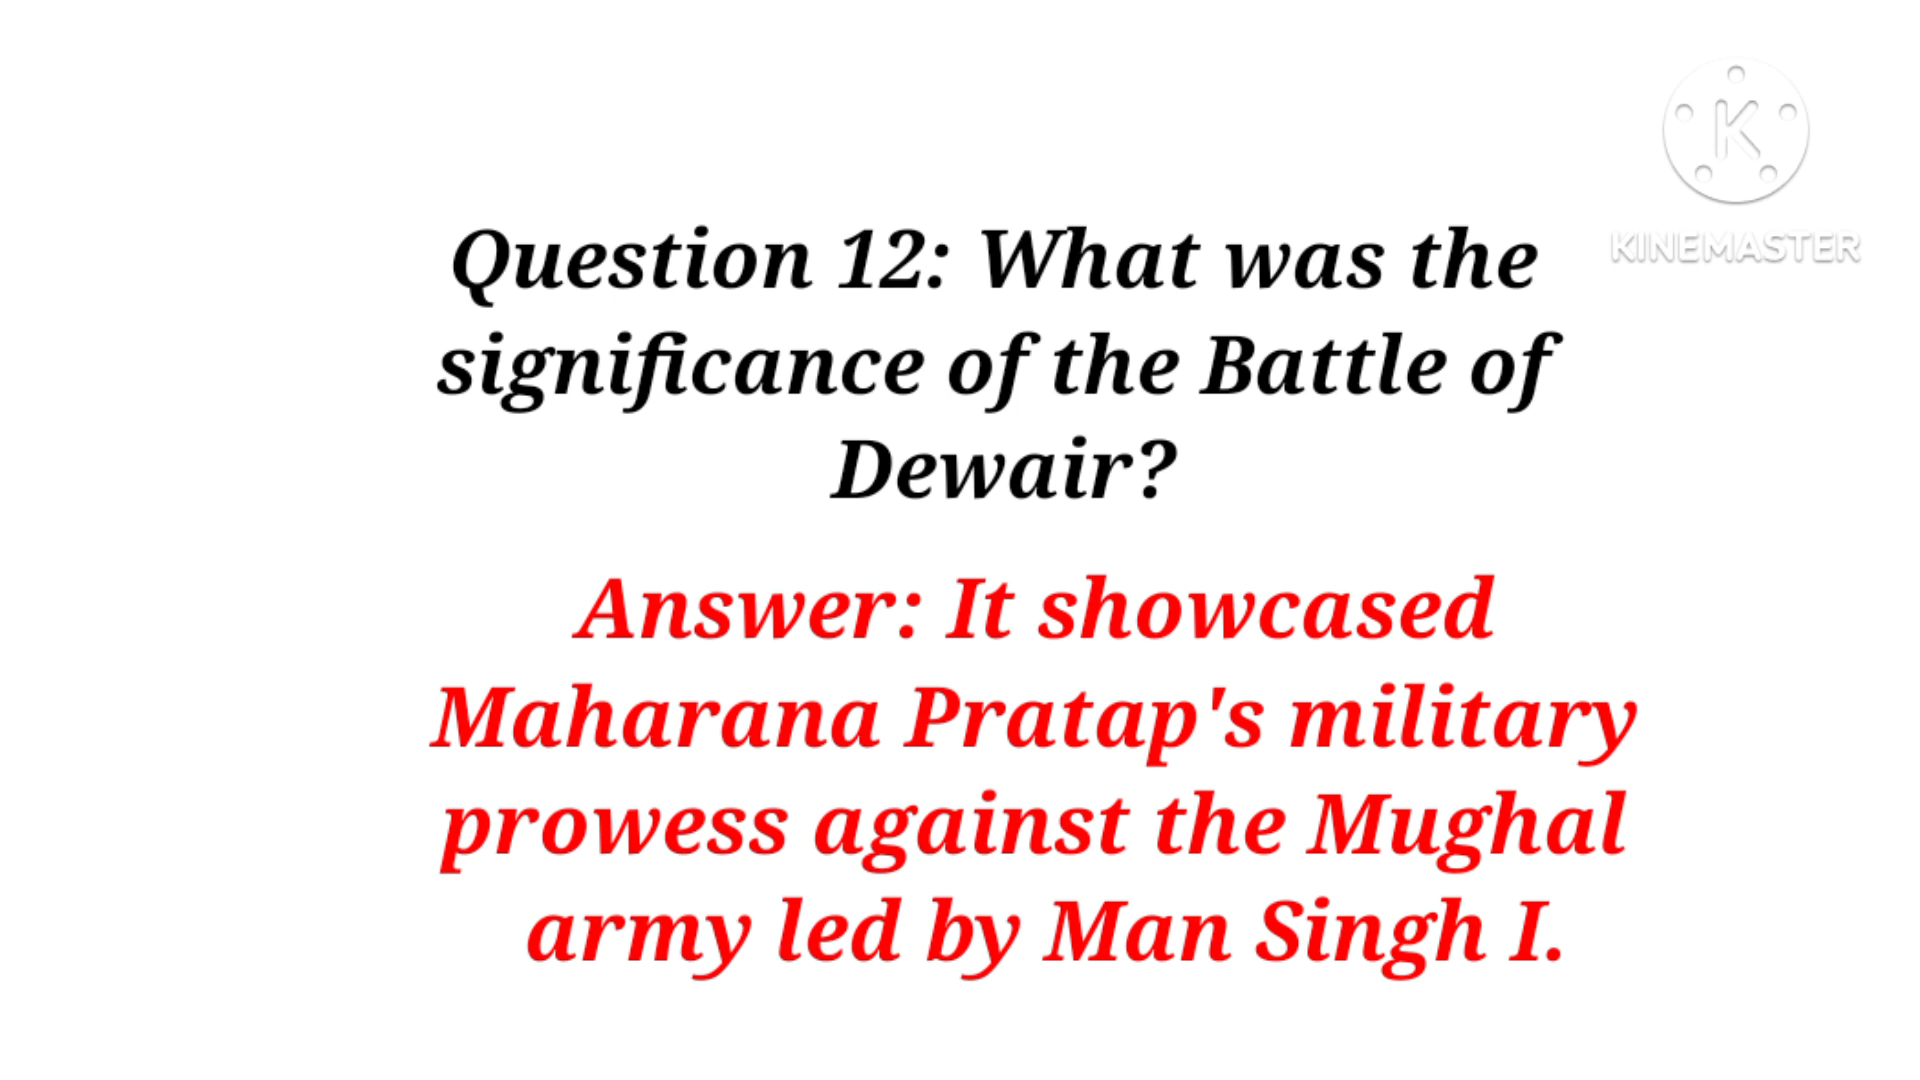 K
KINEMASTER
Question 12: What was the
significance of the Battle of
Dewair?
Answer: It showcased
Maharana Pratap's military
prowess against the Mughal
army led by Man Singh I.